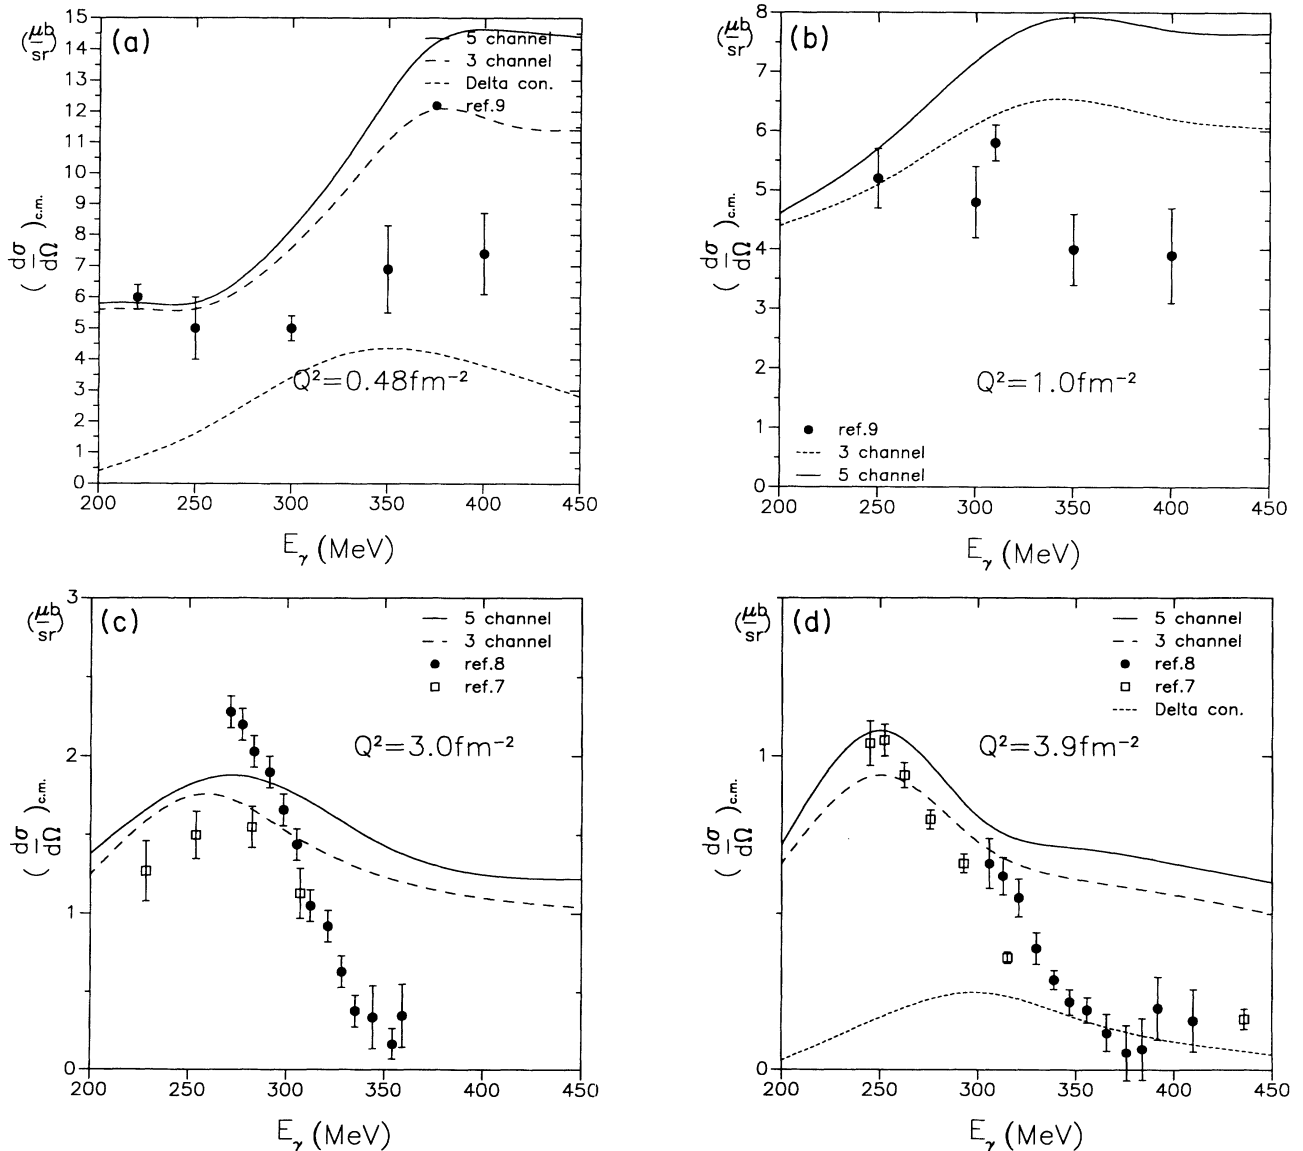 (μb/sr)
(a)
5 channel
3 channel
Delta con.
ref.9
15
14
13
12
11
10
9
8
7
6
5
4
3
2
1
0
(dσ/dΩ)c.m.
Q²=0.48fm⁻²
200 250 300 350 400 450
Eγ (MeV)
(μb/sr)
(b)
8
7
6
5
4
3
2
1
0
(dσ/dΩ)c.m.
Q²=1.0fm⁻²
ref.9
3 channel
5 channel
200 250 300 350 400 450
Eγ (MeV)
(μb/sr)
(c)
5 channel
3 channel
ref.8
ref.7
3
2
1
0
(dσ/dΩ)c.m.
Q²=3.0fm⁻²
200 250 300 350 400 450
Eγ (MeV)
(μb/sr)
(d)
5 channel
3 channel
ref.8
ref.7
Delta con.
1
0
(dσ/dΩ)c.m.
Q²=3.9fm⁻²
200 250 300 350 400 450
Eγ (MeV)